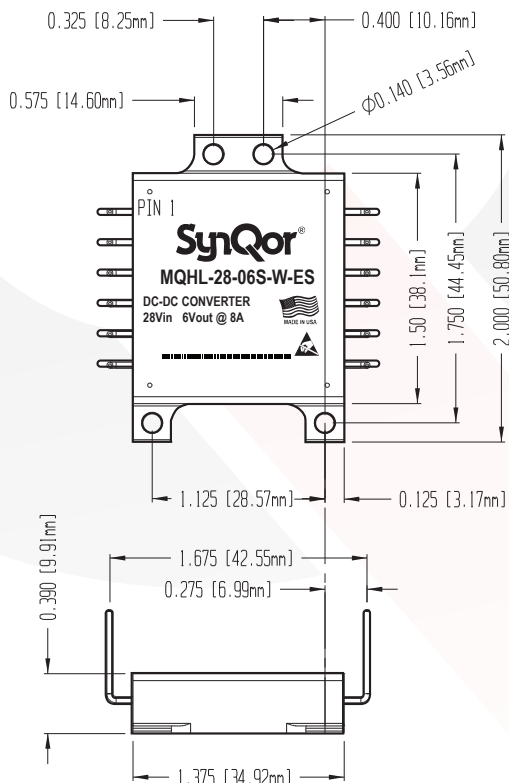 0.325 [8.25mm]
0.400 [10.16mm]
0.575 [14.60mm]
Ø0.140 [3.56mm]
PIN 1
SynQor®
MQHL-28-06S-W-ES
DC-DC CONVERTER
28Vin 6Vout @ 8A
MADE IN USA
1.50 [38.1mm]
1.750 [44.45mm]
2.000 [50.80mm]
1.125 [28.57mm]
0.125 [3.17mm]
1.675 [42.55mm]
0.275 [6.99mm]
0.390 [9.91mm]
1.375 [34.92mm]